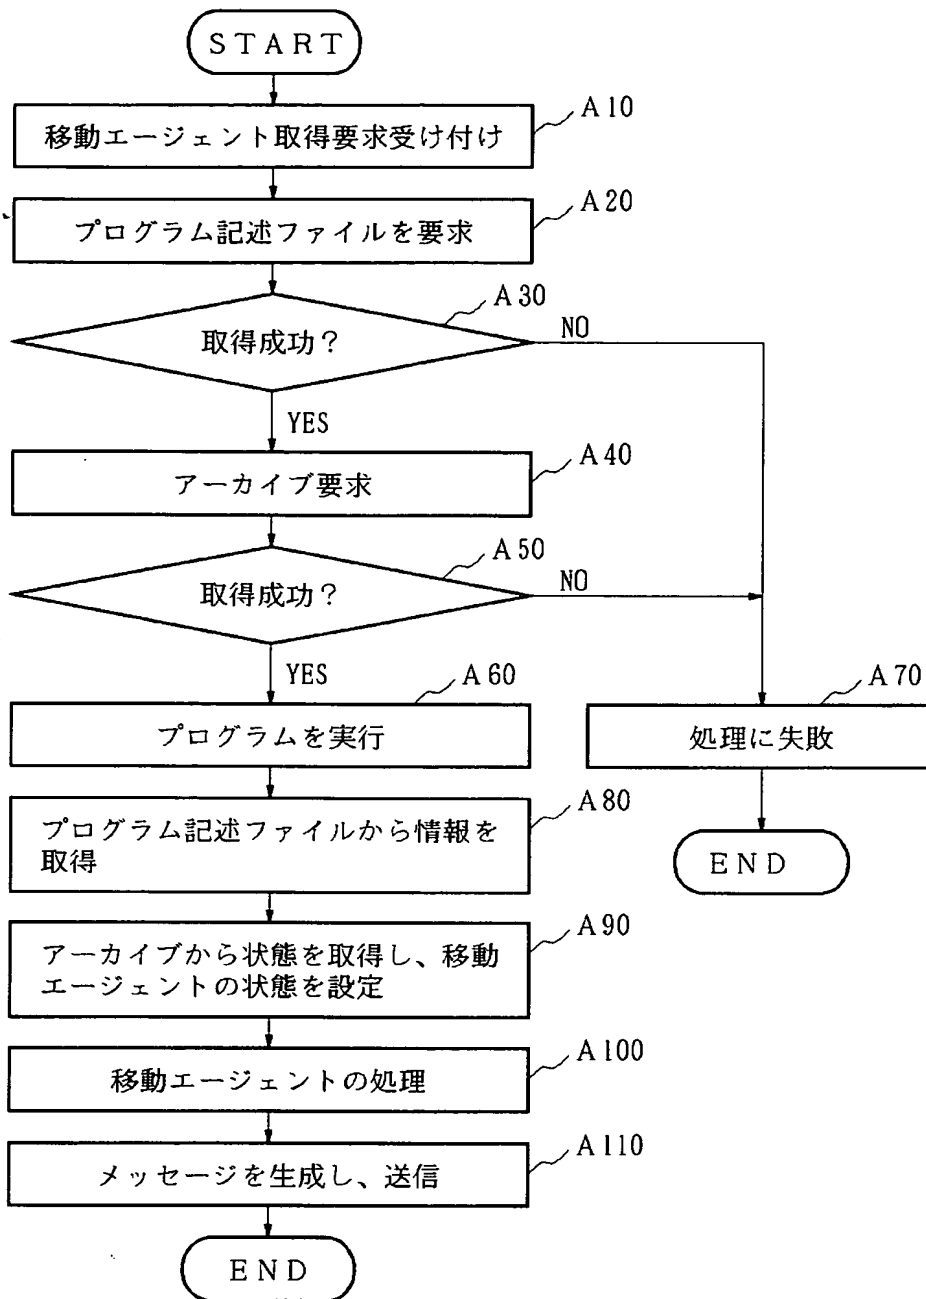 START
A10
移動エージェント取得要求受け付け
A20
プログラム記述ファイルを要求
A30
取得成功?
NO
YES
A40
アーカイブ要求
A50
取得成功?
NO
YES
A60
プログラムを実行
A70
処理に失敗
A80
プログラム記述ファイルから情報を
取得
END
A90
アーカイブから状態を取得し、移動
エージェントの状態を設定
A100
移動エージェントの処理
A110
メッセージを生成し、送信
END